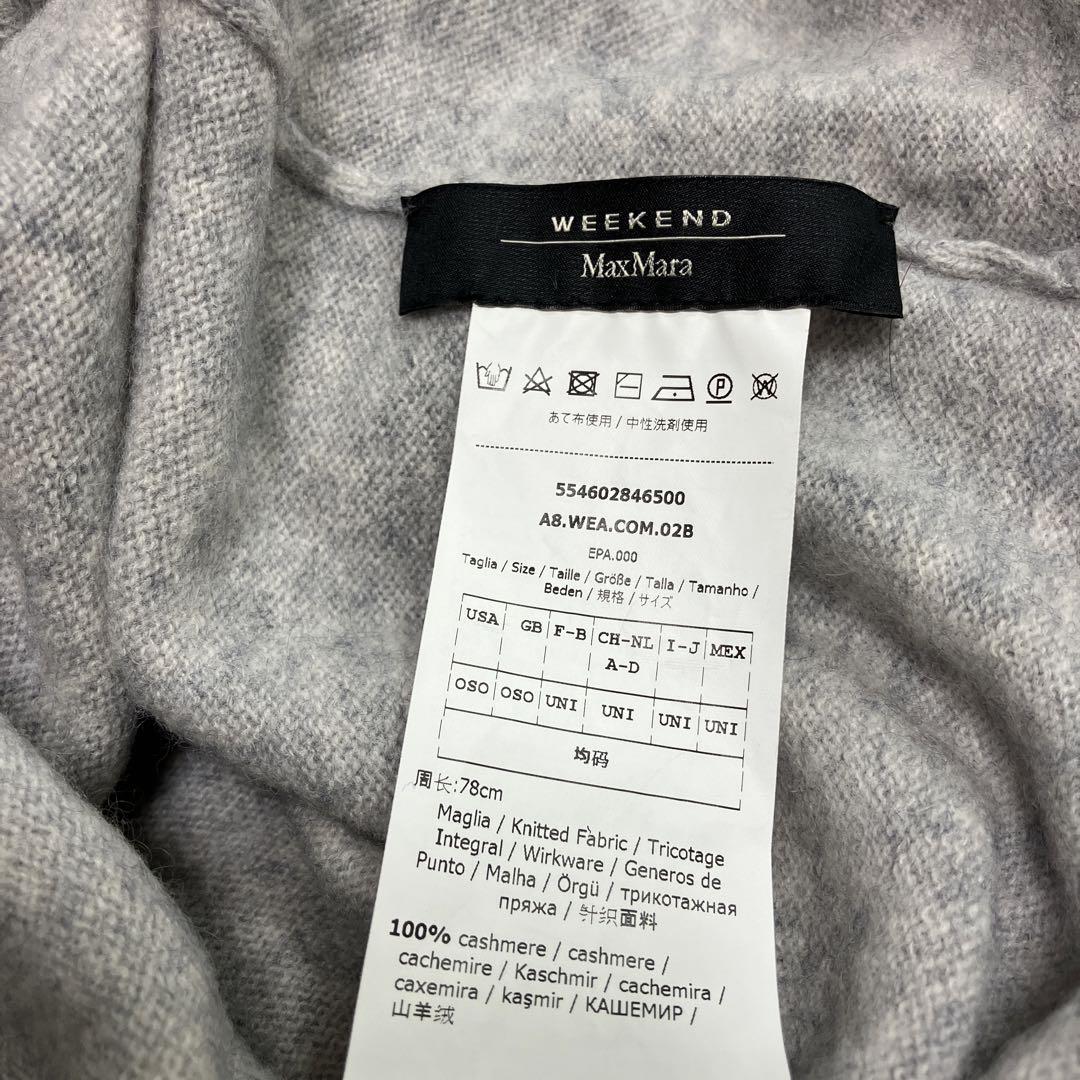 WEEKEND
MaxMara
P W
あて布使用 / 中性洗剤使用
554602846500
A8.WEA.COM.02B
EPA.000
Taglia / Size / Taille / Größe / Talla / Tamanho /
Beden / 規格 / サイズ
USA GB F-B CH-NL I-J MEX
A-D
OSO OSO UNI UNI UNI UNI
均码
周长:78cm
Maglia / Knitted Fabric / Tricotage
Integral / Wirkware / Generos de
Punto / Malha / Örgü / трикотажная
пряжа / 针织面料
100% cashmere / cashmere /
cachemire / Kaschmir / cachemira /
caxemira / kaşmir / КАШЕМИР /
山羊绒